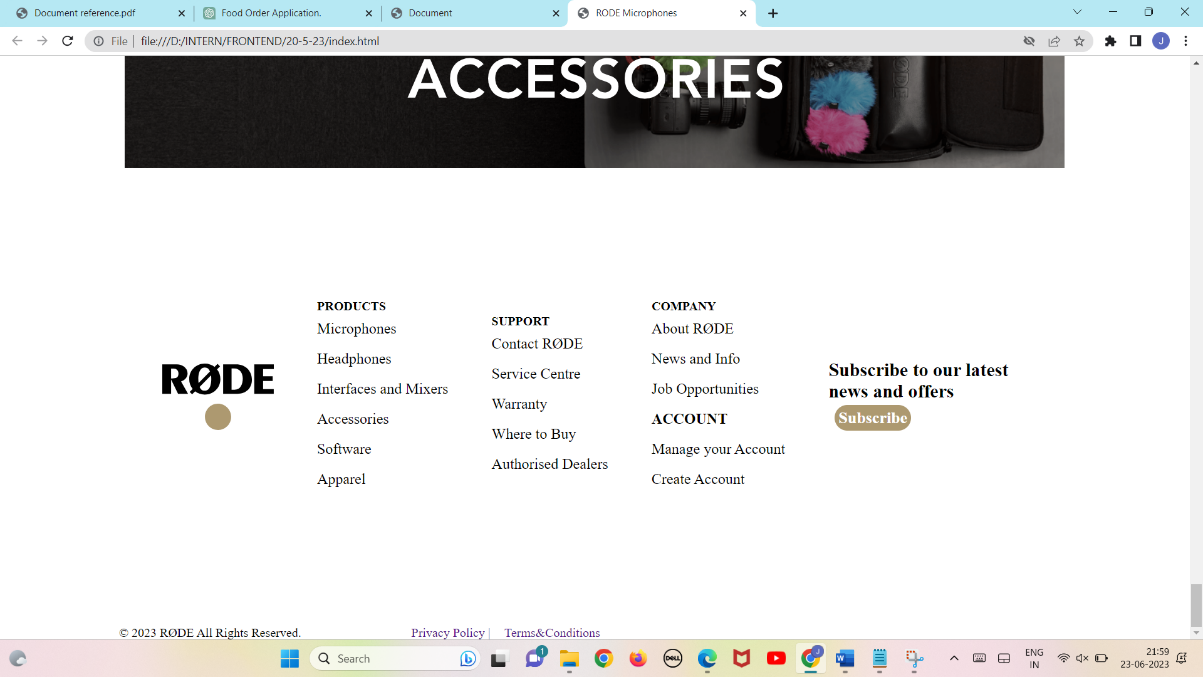 Document reference.pdf
Food Order Application.
Document
RODE Microphones
File
file:///D:/INTERN/FRONTEND/20-5-23/index.html
J
ACCESSORIES
RØDE
RØDE
PRODUCTS
Microphones
Headphones
Interfaces and Mixers
Accessories
Software
Apparel
SUPPORT
Contact RØDE
Service Centre
Warranty
Where to Buy
Authorised Dealers
COMPANY
About RØDE
News and Info
Job Opportunities
ACCOUNT
Manage your Account
Create Account
Subscribe to our latest
news and offers
Subscribe
© 2023 RØDE All Rights Reserved.
Privacy Policy |
Terms&Conditions
Search
1
DELL
J
ENG
IN
21:59
23-06-2023